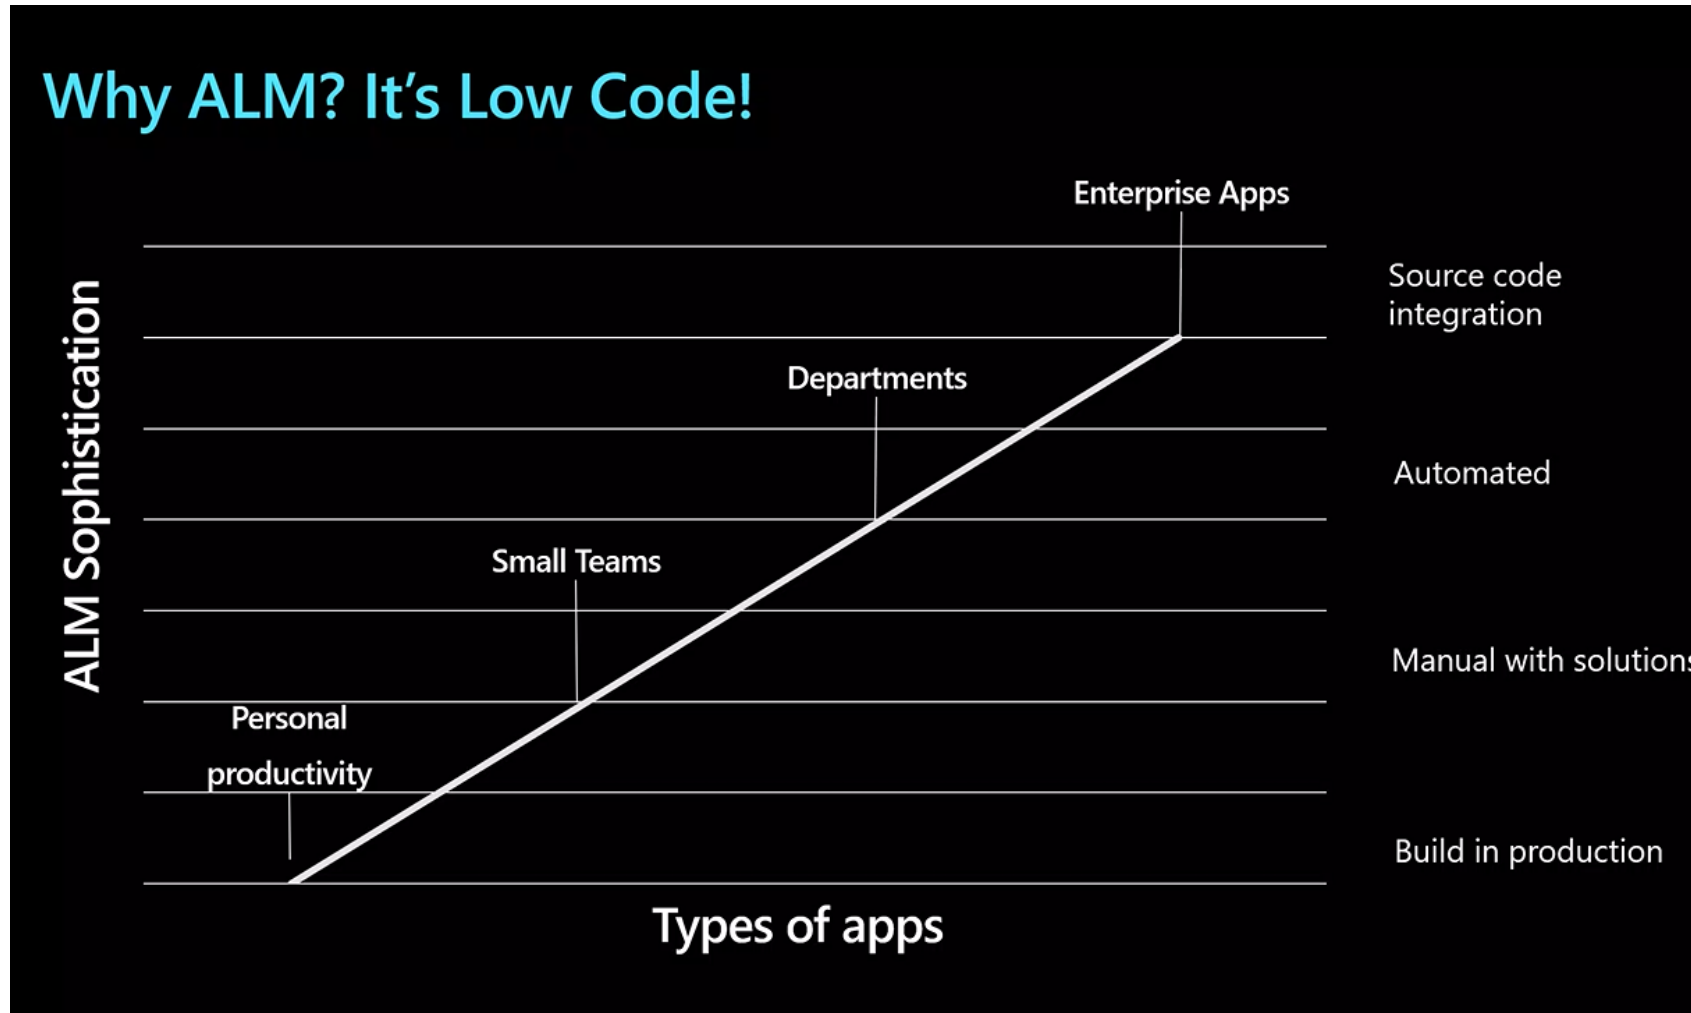 Why ALM? It's Low Code!
Enterprise Apps
Source code
integration
Departments
Automated
Small Teams
Manual with solutions
Personal
productivity
Build in production
ALM Sophistication
Types of apps